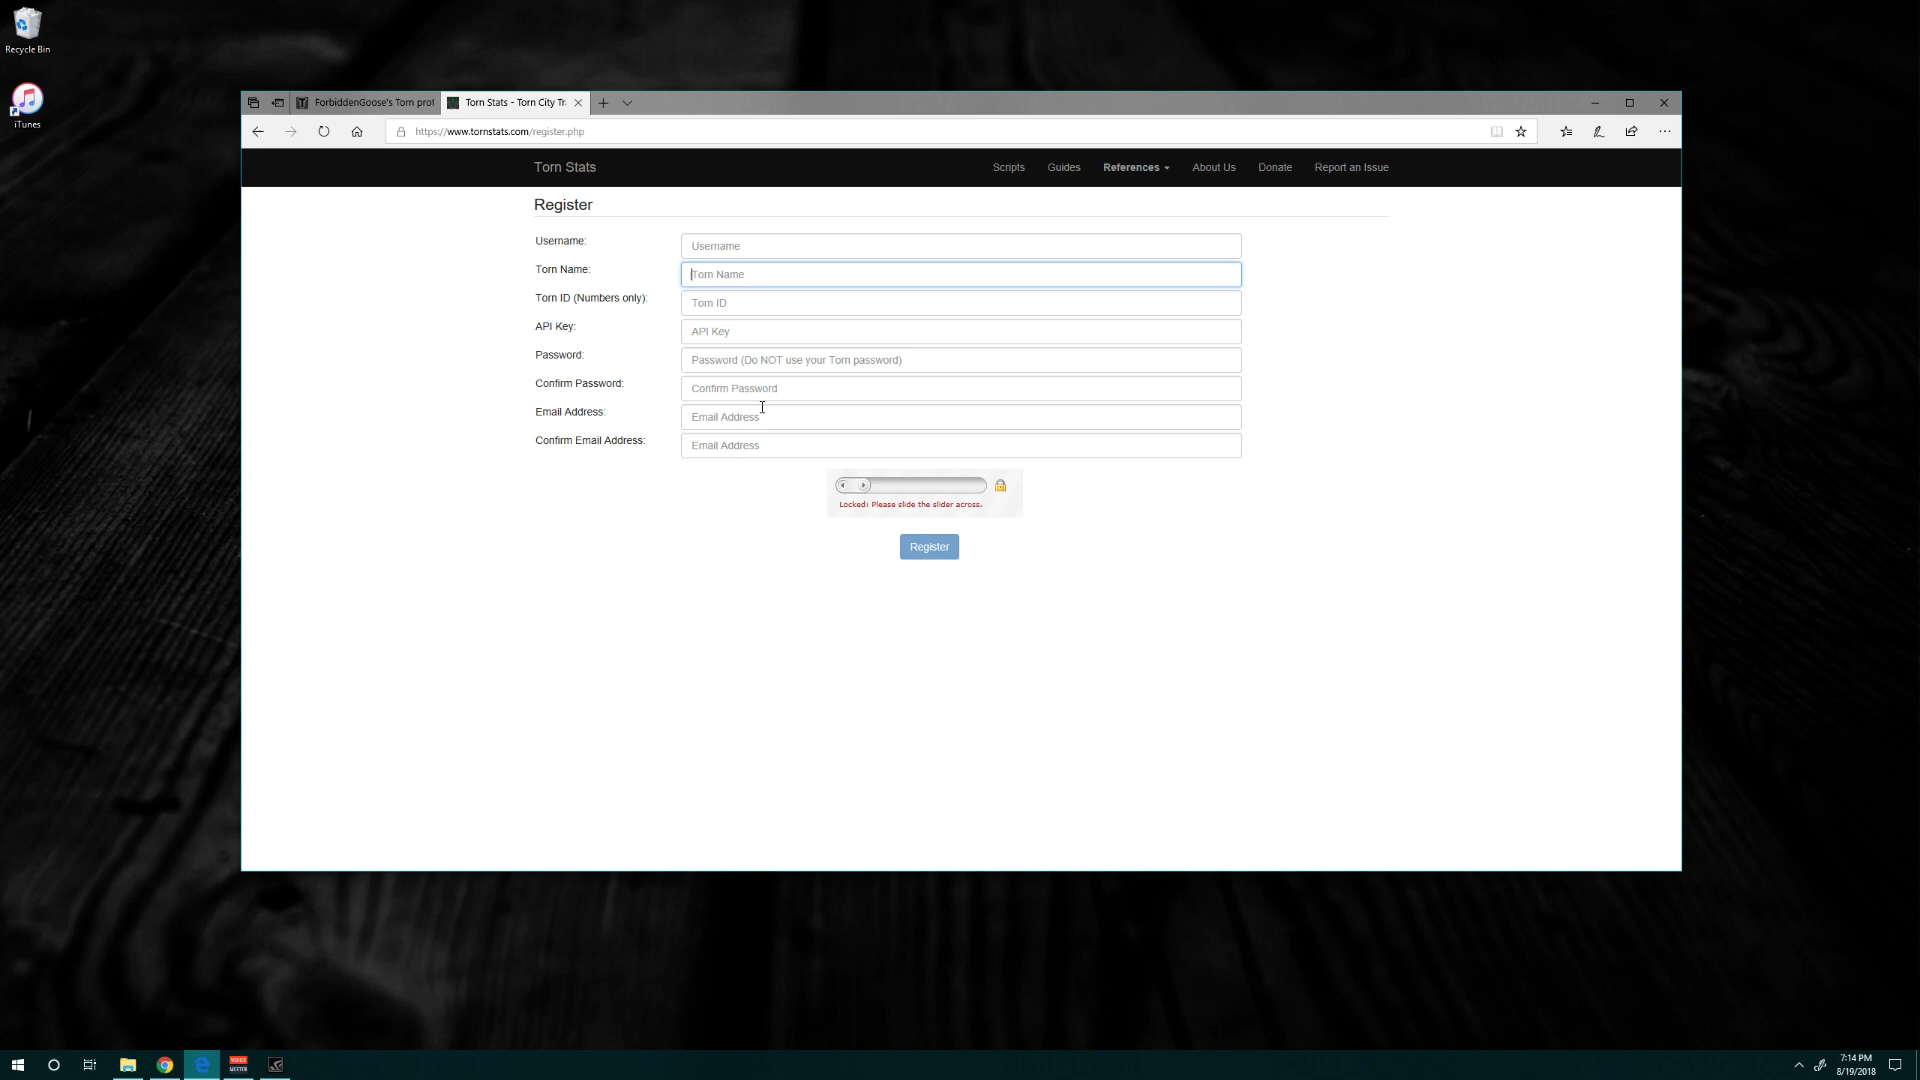 Recycle Bin
iTunes
ForbiddenGoose's Torn prof
Torn Stats - Torn City Tr
https://www.tornstats.com/register.php
Torn Stats
Scripts
Guides
References
About Us
Donate
Report an Issue
Register
Username:
Username
Torn Name:
Torn Name
Torn ID (Numbers only):
Torn ID
API Key:
API Key
Password:
Password (Do NOT use your Torn password)
Confirm Password:
Confirm Password
Email Address:
Email Address
Confirm Email Address:
Email Address
Locked: Please slide the slider across.
Register
VOICE
MEETER
7:14 PM
8/19/2018